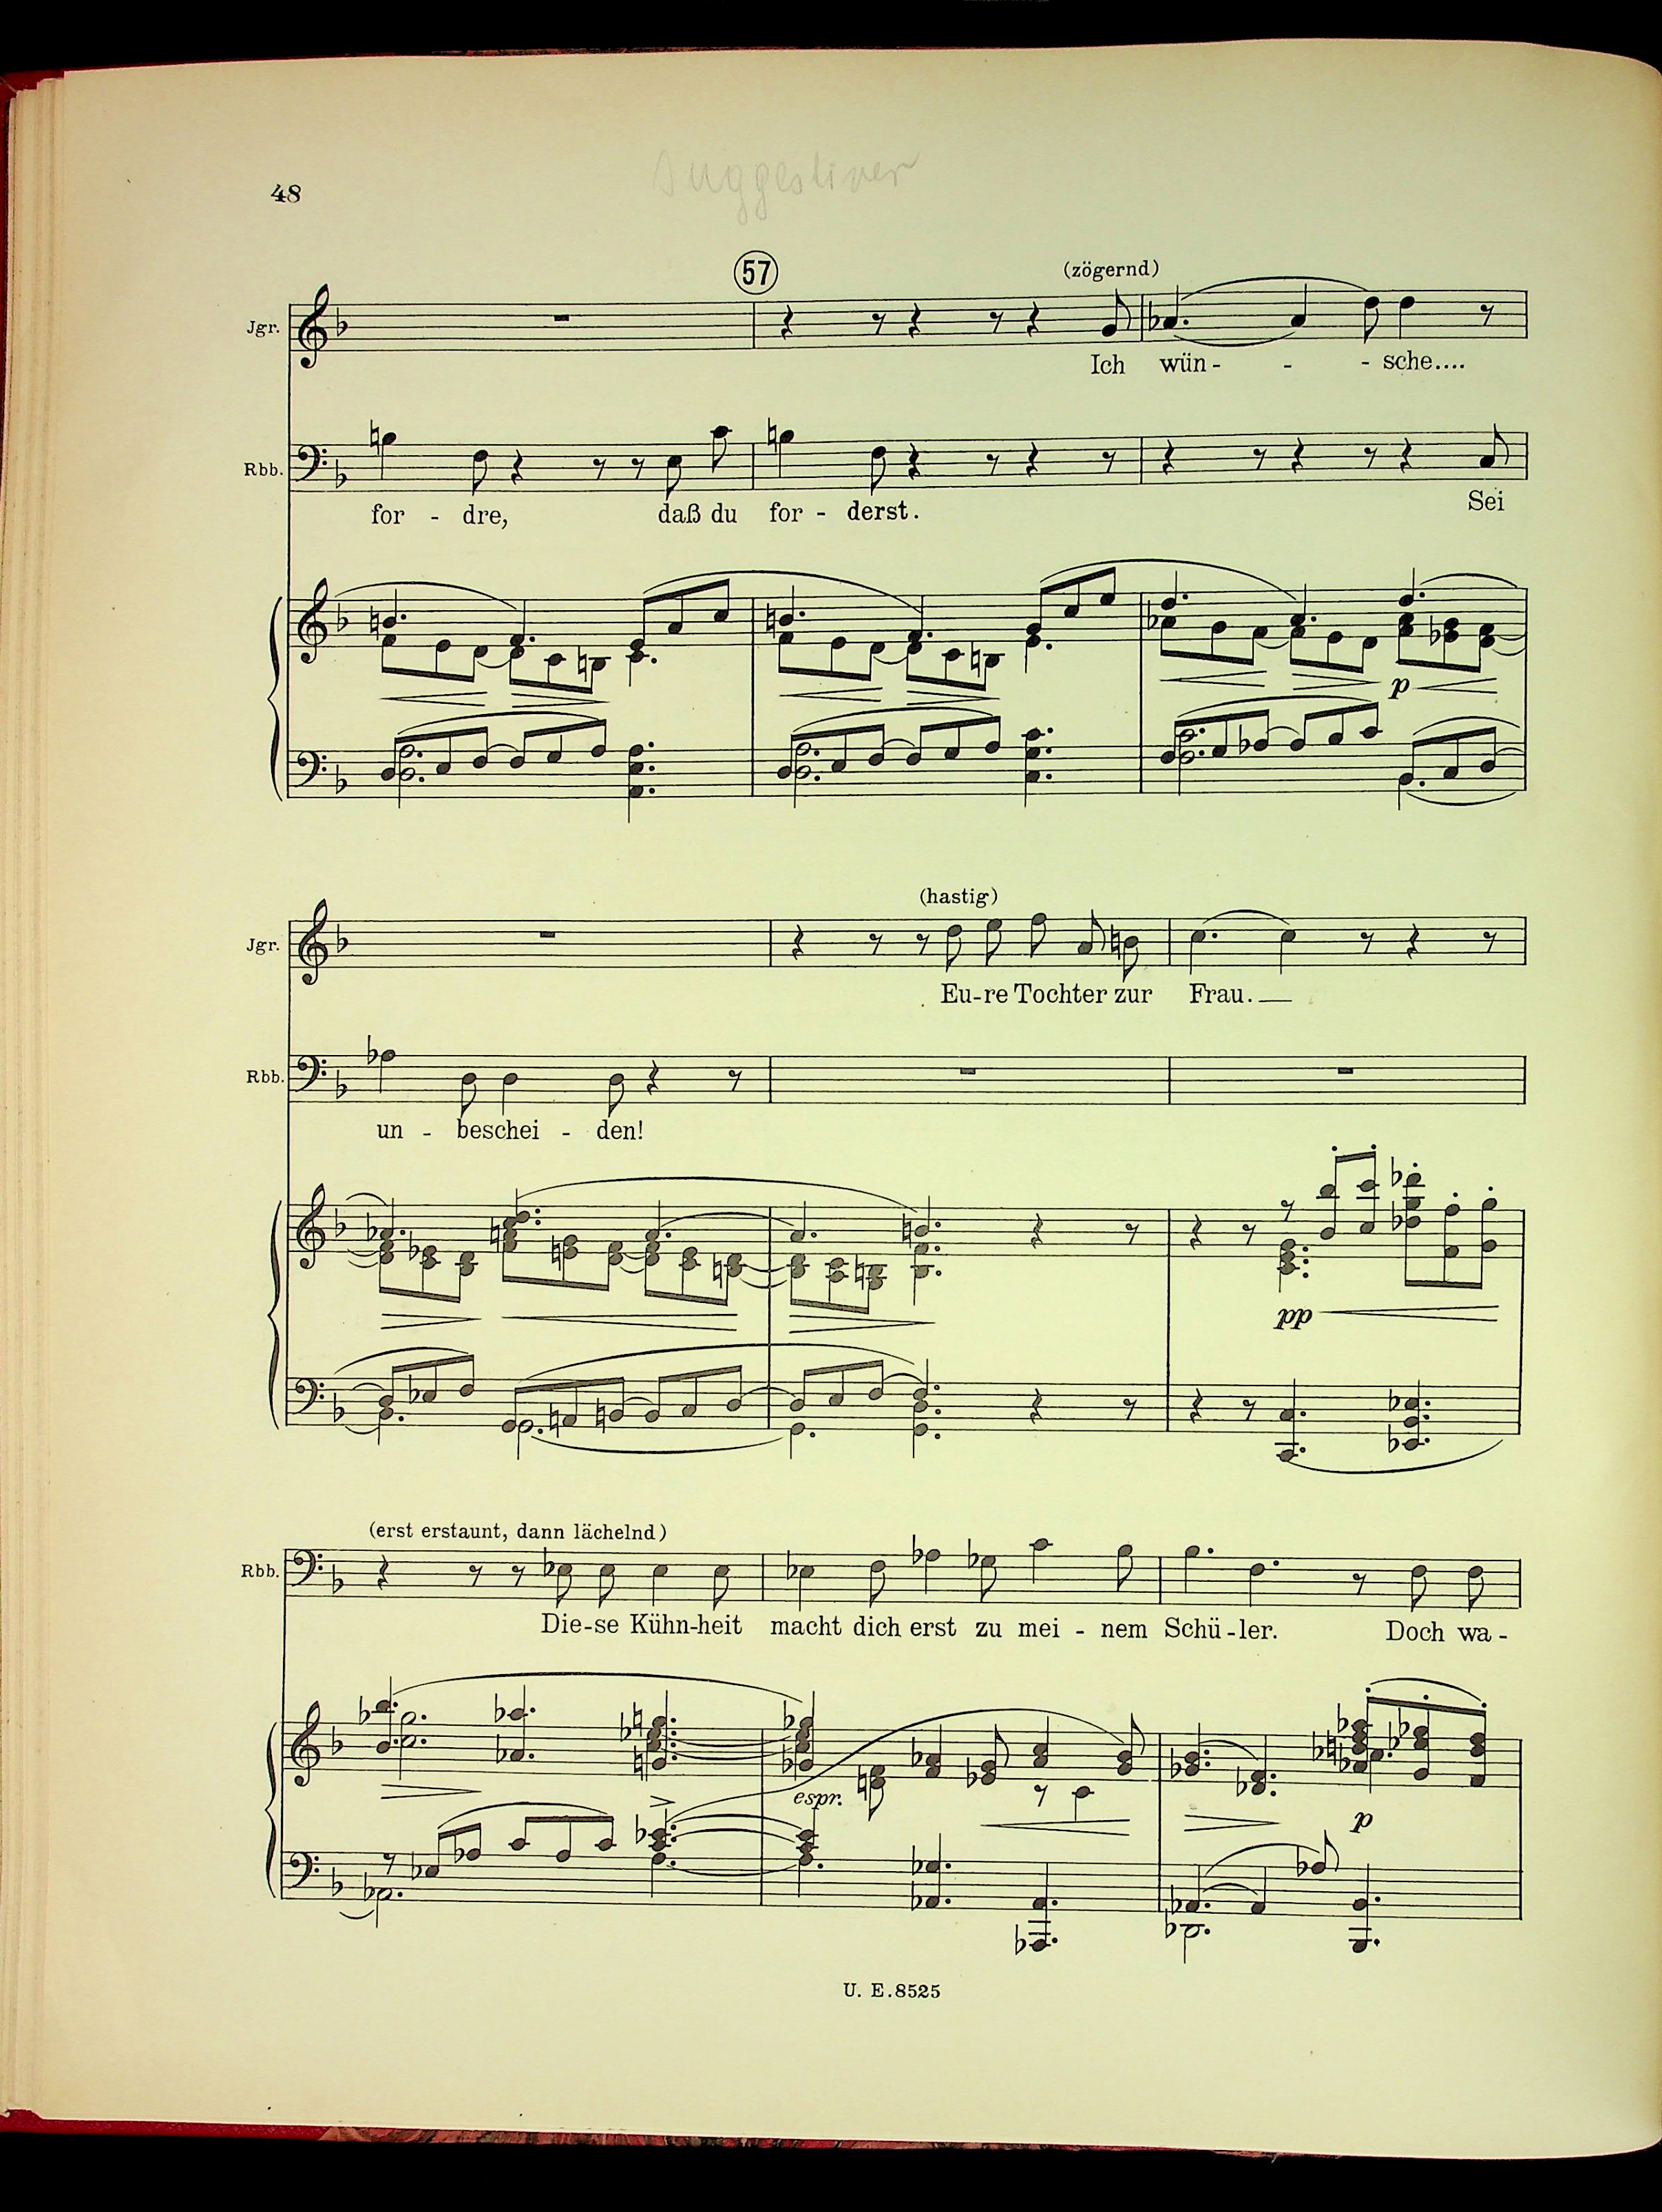 48
Suggestiver
57
(zögernd)
Jgr.
Ich wün - - - sche....
Rbb.
for - dre, daß du for - derst. Sei
p
(hastig)
Jgr.
Eu-re Tochter zur Frau.
Rbb.
un - beschei - den!
pp
(erst erstaunt, dann lächelnd)
Rbb.
Die-se Kühn-heit macht dich erst zu mei - nem Schü-ler. Doch wa-
espr.
p
U. E. 8525